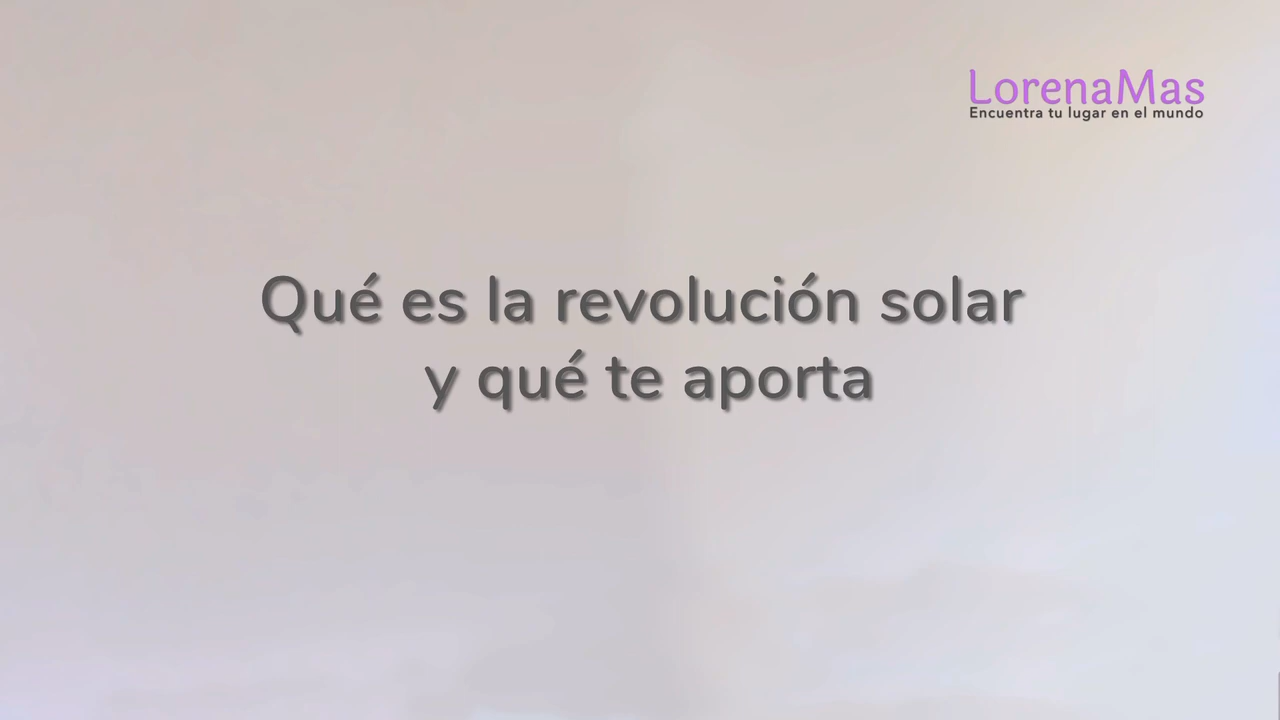 LorenaMas
Encuentra tu lugar en el mundo
Qué es la revolución solar
y qué te aporta